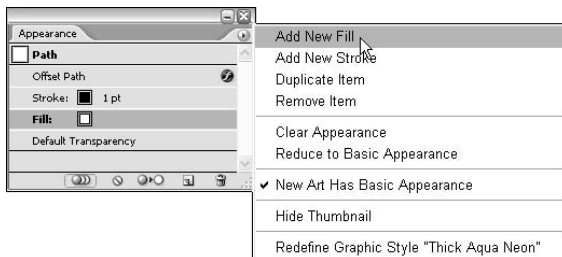 Appearance
Path
Offset Path
Stroke: 1 pt
Fill:
Default Transparency
Add New Fill
Add New Stroke
Duplicate Item
Remove Item
Clear Appearance
Reduce to Basic Appearance
✔ New Art Has Basic Appearance
Hide Thumbnail
Redefine Graphic Style "Thick Aqua Neon"